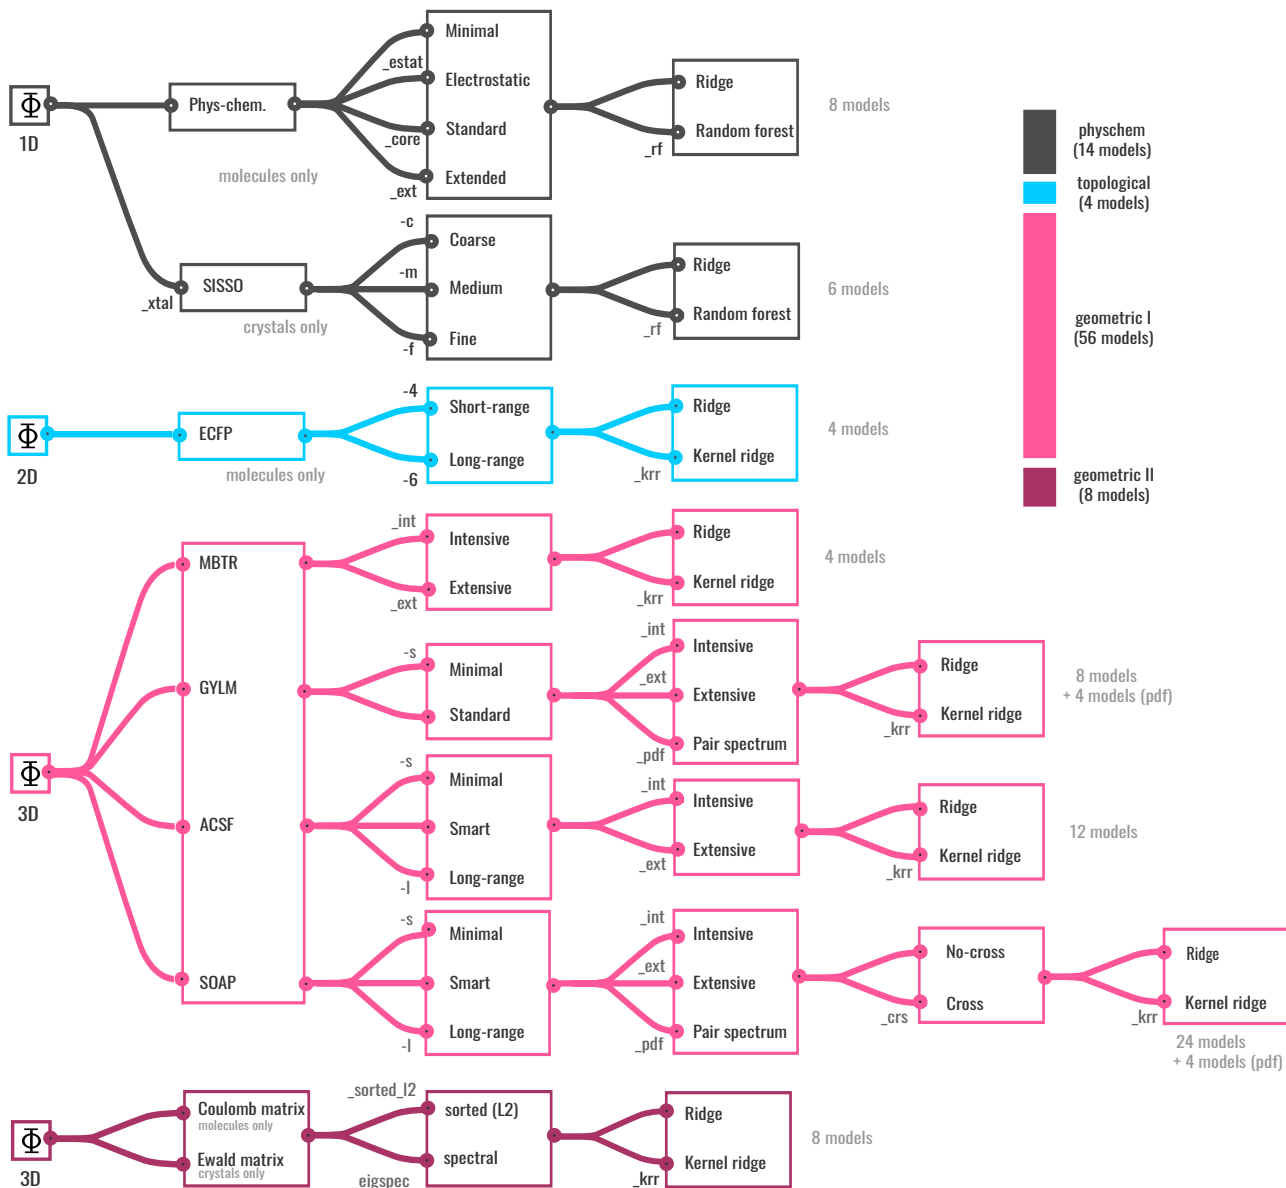 Φ
1D
Phys-chem.
molecules only
_estat
_core
_ext
Minimal
Electrostatic
Standard
Extended
Ridge
Random forest
_rf
8 models
_xtal
SISSO
crystals only
-c
-m
-f
Coarse
Medium
Fine
Ridge
Random forest
_rf
6 models
physchem
(14 models)
topological
(4 models)
geometric I
(56 models)
geometric II
(8 models)
Φ
2D
ECFP
molecules only
-4
-6
Short-range
Long-range
Ridge
Kernel ridge
_krr
4 models
Φ
3D
MBTR
GYLM
ACSF
SOAP
_int
_ext
Intensive
Extensive
Ridge
Kernel ridge
_krr
4 models
-s
Minimal
Standard
_int
_ext
_pdf
Intensive
Extensive
Pair spectrum
Ridge
Kernel ridge
_krr
8 models
+ 4 models (pdf)
-s
-l
Minimal
Smart
Long-range
_int
_ext
Intensive
Extensive
Ridge
Kernel ridge
_krr
12 models
-s
-l
Minimal
Smart
Long-range
_int
_ext
_pdf
Intensive
Extensive
Pair spectrum
No-cross
Cross
_crs
Ridge
Kernel ridge
_krr
24 models
+ 4 models (pdf)
Φ
3D
Coulomb matrix
molecules only
Ewald matrix
crystals only
_sorted_l2
eigspec
sorted (L2)
spectral
Ridge
Kernel ridge
_krr
8 models